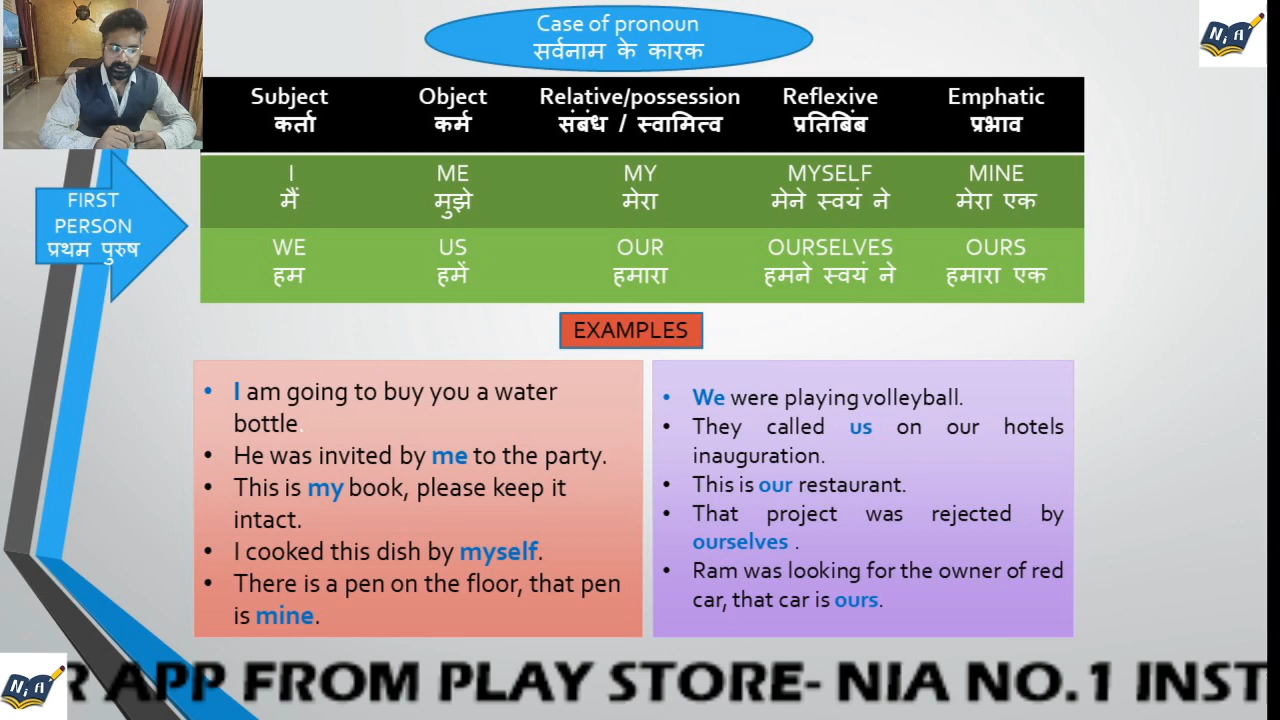 Case of pronoun
सर्वनाम के कारक
NiA
Subject Object Relative/possession Reflexive Emphatic
कर्ता कर्म संबंध / स्वामित्व प्रतिबिंब प्रभाव
FIRST
PERSON
प्रथम पुरुष
I ME MY MYSELF MINE
मैं मुझे मेरा मेने स्वयं ने मेरा एक
WE US OUR OURSELVES OURS
हम हमें हमारा हमने स्वयं ने हमारा एक
EXAMPLES
• I am going to buy you a water
bottle.
• He was invited by me to the party.
• This is my book, please keep it
intact.
• I cooked this dish by myself.
• There is a pen on the floor, that pen
is mine.
• We were playing volleyball.
• They called us on our hotels
inauguration.
• This is our restaurant.
• That project was rejected by
ourselves .
• Ram was looking for the owner of red
car, that car is ours.
NiA
R APP FROM PLAY STORE- NIA NO.1 INST